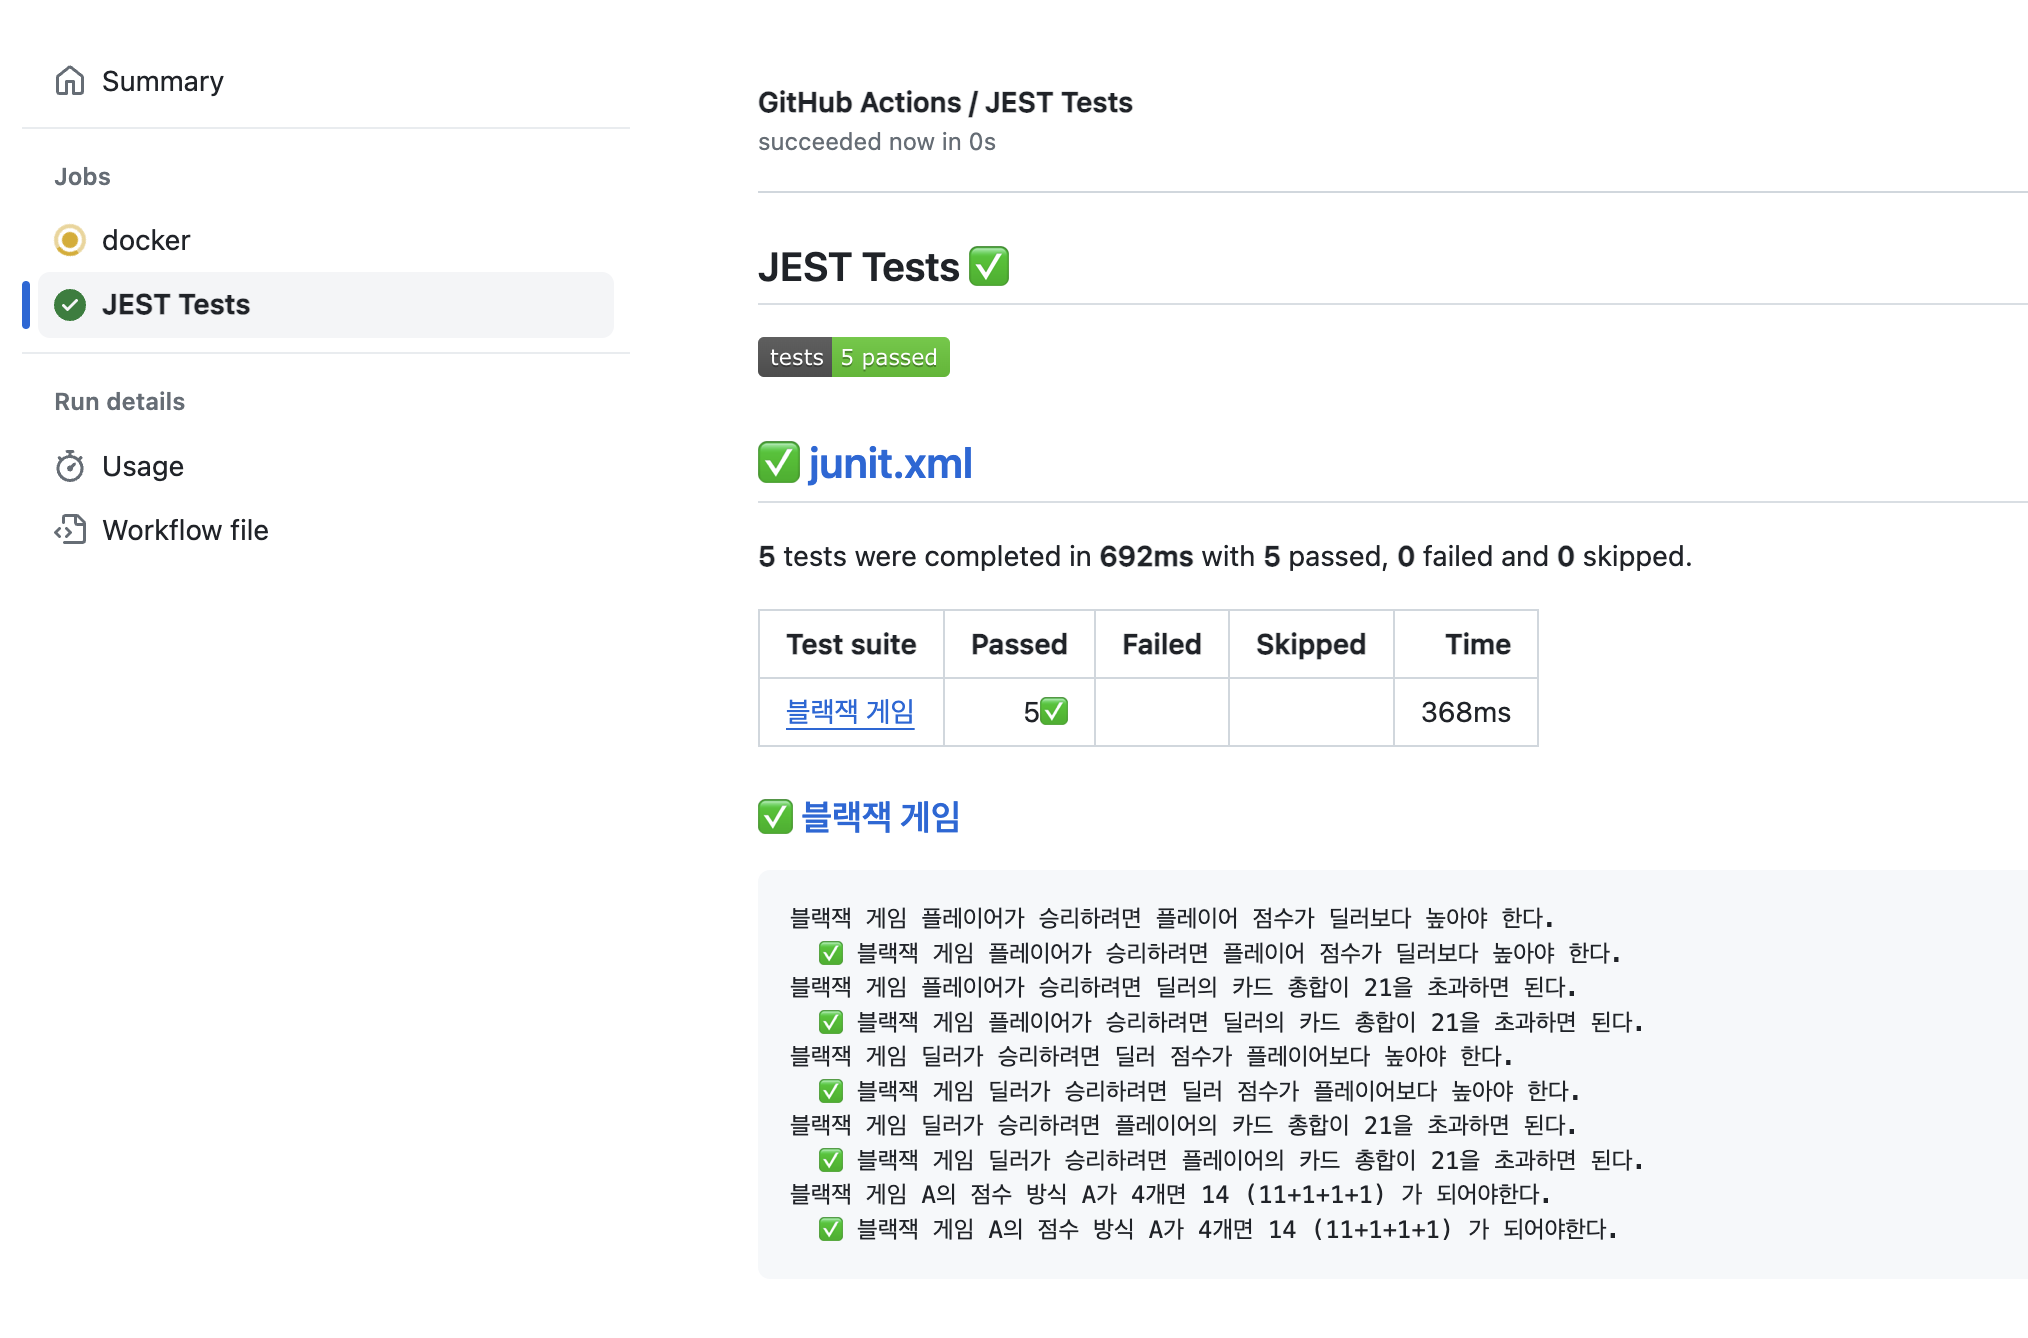 Summary
Jobs
docker
JEST Tests
Run details
Usage
Workflow file
GitHub Actions / JEST Tests
succeeded now in 0s
JEST Tests ✅
tests 5 passed
✅ junit.xml
5 tests were completed in 692ms with 5 passed, 0 failed and 0 skipped.
Test suite Passed Failed Skipped Time
블랙잭 게임 5✅ 368ms
✅ 블랙잭 게임
블랙잭 게임 플레이어가 승리하려면 플레이어 점수가 딜러보다 높아야 한다.
✅ 블랙잭 게임 플레이어가 승리하려면 플레이어 점수가 딜러보다 높아야 한다.
블랙잭 게임 플레이어가 승리하려면 딜러의 카드 총합이 21을 초과하면 된다.
✅ 블랙잭 게임 플레이어가 승리하려면 딜러의 카드 총합이 21을 초과하면 된다.
블랙잭 게임 딜러가 승리하려면 딜러 점수가 플레이어보다 높아야 한다.
✅ 블랙잭 게임 딜러가 승리하려면 딜러 점수가 플레이어보다 높아야 한다.
블랙잭 게임 딜러가 승리하려면 플레이어의 카드 총합이 21을 초과하면 된다.
✅ 블랙잭 게임 딜러가 승리하려면 플레이어의 카드 총합이 21을 초과하면 된다.
블랙잭 게임 A의 점수 방식 A가 4개면 14 (11+1+1+1) 가 되어야한다.
✅ 블랙잭 게임 A의 점수 방식 A가 4개면 14 (11+1+1+1) 가 되어야한다.